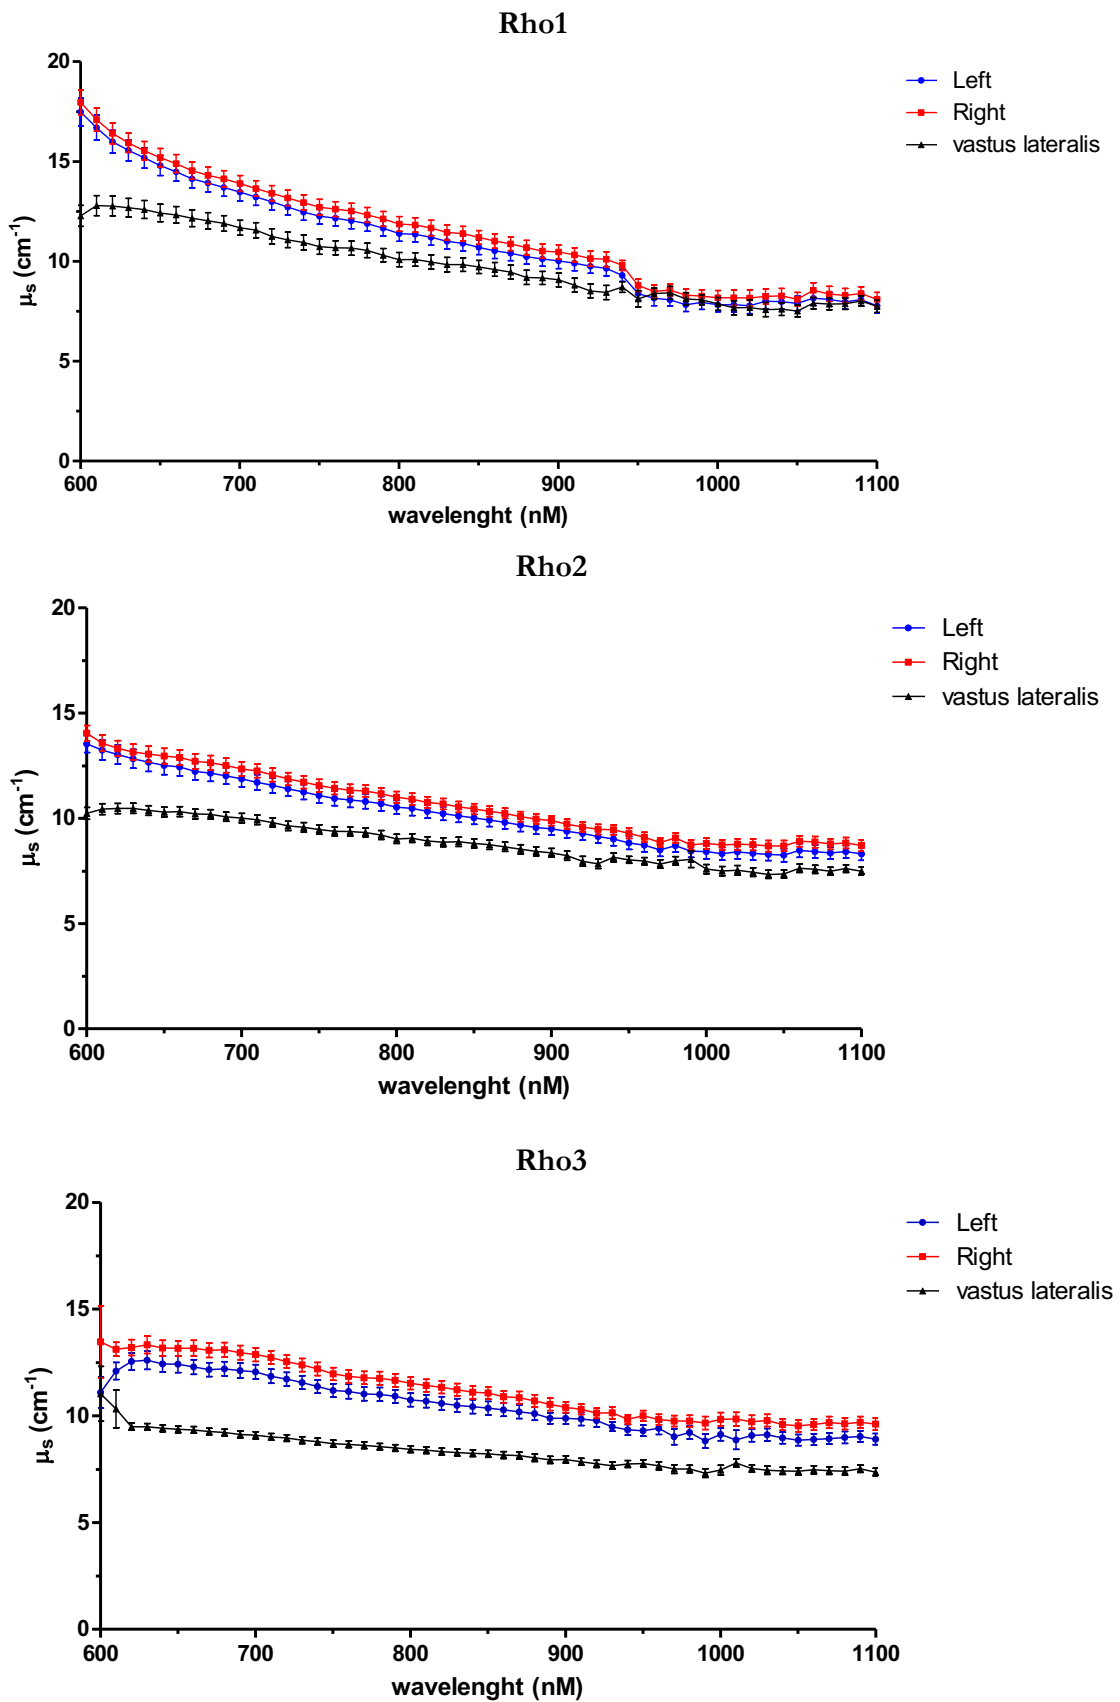 Rho1
20
15
10
5
0
μs (cm⁻¹)
600 700 800 900 1000 1100
wavelenght (nM)
Left
Right
vastus lateralis
Rho2
20
15
10
5
0
μs (cm⁻¹)
600 700 800 900 1000 1100
wavelenght (nM)
Left
Right
vastus lateralis
Rho3
20
15
10
5
0
μs (cm⁻¹)
600 700 800 900 1000 1100
wavelenght (nM)
Left
Right
vastus lateralis